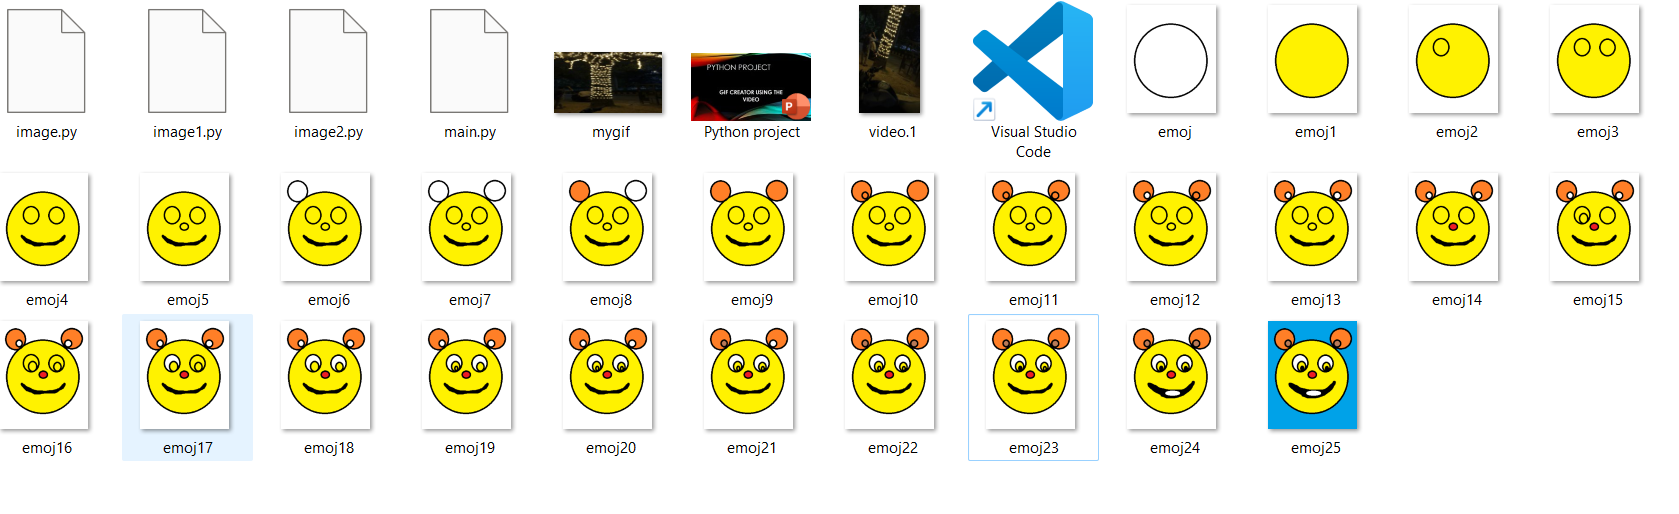 PYTHON PROJECT
GIF CREATOR USING THE
VIDEO
P
image.py
image1.py
image2.py
main.py
mygif
Python project
video.1
Visual Studio
Code
emoj
emoj1
emoj2
emoj3
emoj4
emoj5
emoj6
emoj7
emoj8
emoj9
emoj10
emoj11
emoj12
emoj13
emoj14
emoj15
emoj16
emoj17
emoj18
emoj19
emoj20
emoj21
emoj22
emoj23
emoj24
emoj25